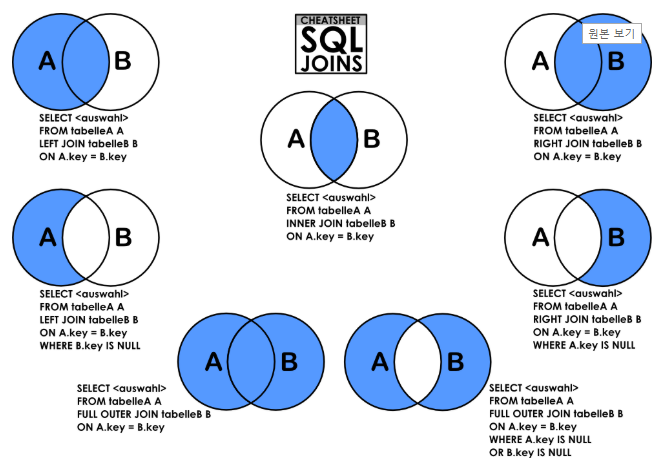 CHEATSHEET
SQL
JOINS
A B
SELECT <auswahl>
FROM tabelleA A
LEFT JOIN tabelleB B
ON A.key = B.key
A B
SELECT <auswahl>
FROM tabelleA A
INNER JOIN tabelleB B
ON A.key = B.key
원본 보기
A B
SELECT <auswahl>
FROM tabelleA A
RIGHT JOIN tabelleB B
ON A.key = B.key
A B
SELECT <auswahl>
FROM tabelleA A
LEFT JOIN tabelleB B
ON A.key = B.key
WHERE B.key IS NULL
A B
SELECT <auswahl>
FROM tabelleA A
RIGHT JOIN tabelleB B
ON A.key = B.key
WHERE A.key IS NULL
A B
SELECT <auswahl>
FROM tabelleA A
FULL OUTER JOIN tabelleB B
ON A.key = B.key
A B
SELECT <auswahl>
FROM tabelleA A
FULL OUTER JOIN tabelleB B
ON A.key = B.key
WHERE A.key IS NULL
OR B.key IS NULL